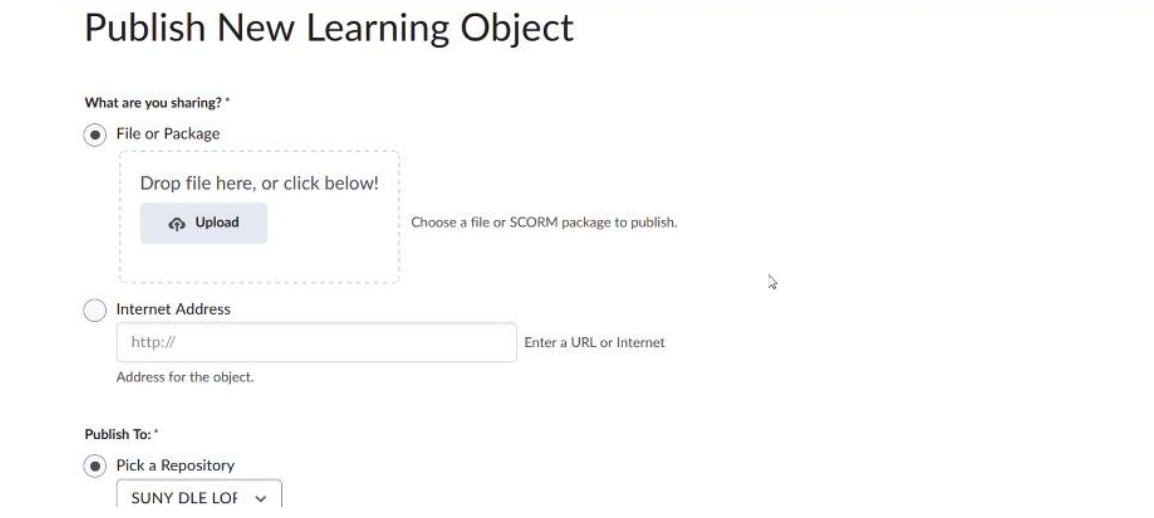 Publish New Learning Object
What are you sharing? *
File or Package
Drop file here, or click below!
Upload
Choose a file or SCORM package to publish.
Internet Address
http://
Enter a URL or Internet
Address for the object.
Publish To: *
Pick a Repository
SUNY DLE LOF